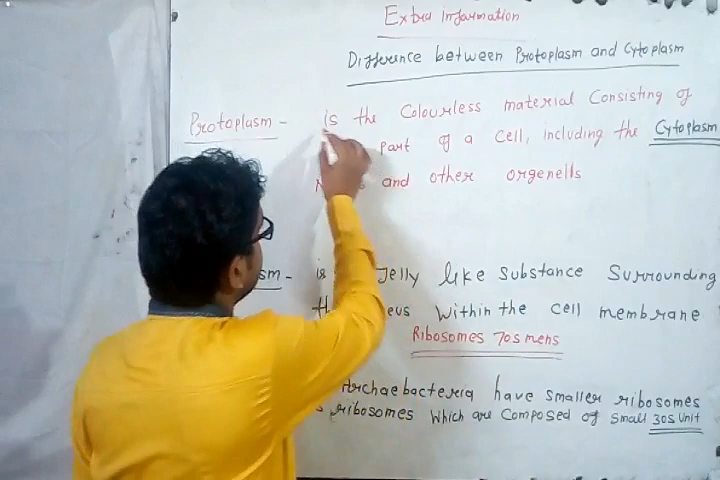 Extra information
Difference between Protoplasm and Cytoplasm
Protoplasm - is the Colourless material Consisting of
part of a cell, including the Cytoplasm
and other orgenells
sm - is Jelly like Substance Surrounding
eus within the cell membrane
Ribosomes 70s mens
Archaebacteria have smaller ribosomes
ribosomes which are composed of small 30s Unit